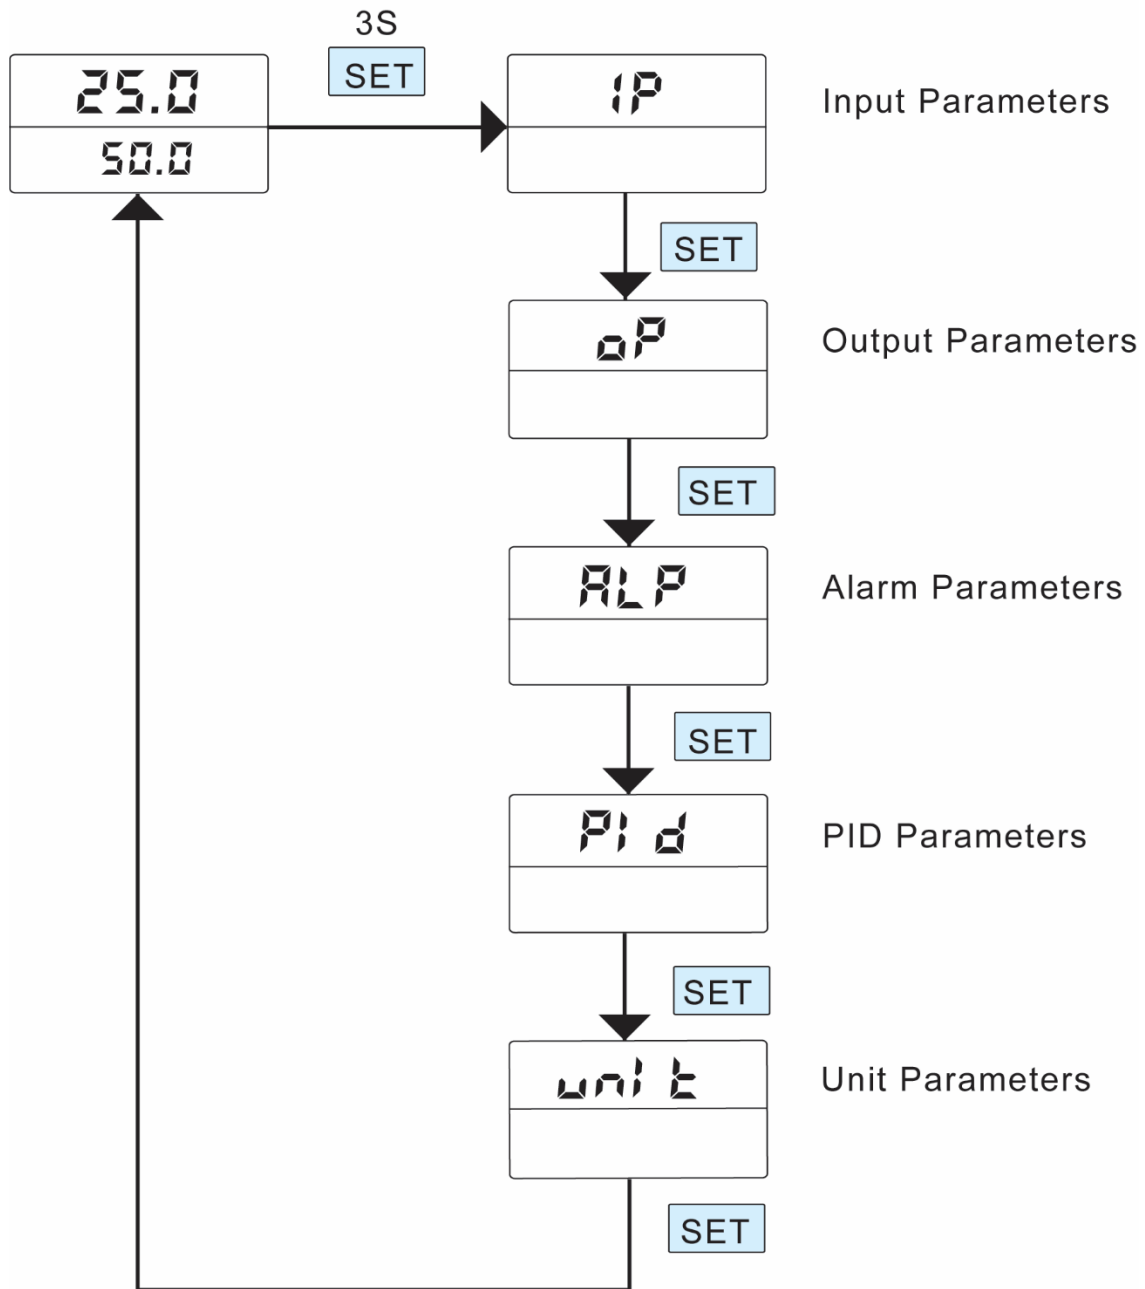 3S
25.0
SET
IP
Input Parameters
50.0
SET
oP
Output Parameters
SET
ALP
Alarm Parameters
SET
PId
PID Parameters
SET
unit
Unit Parameters
SET